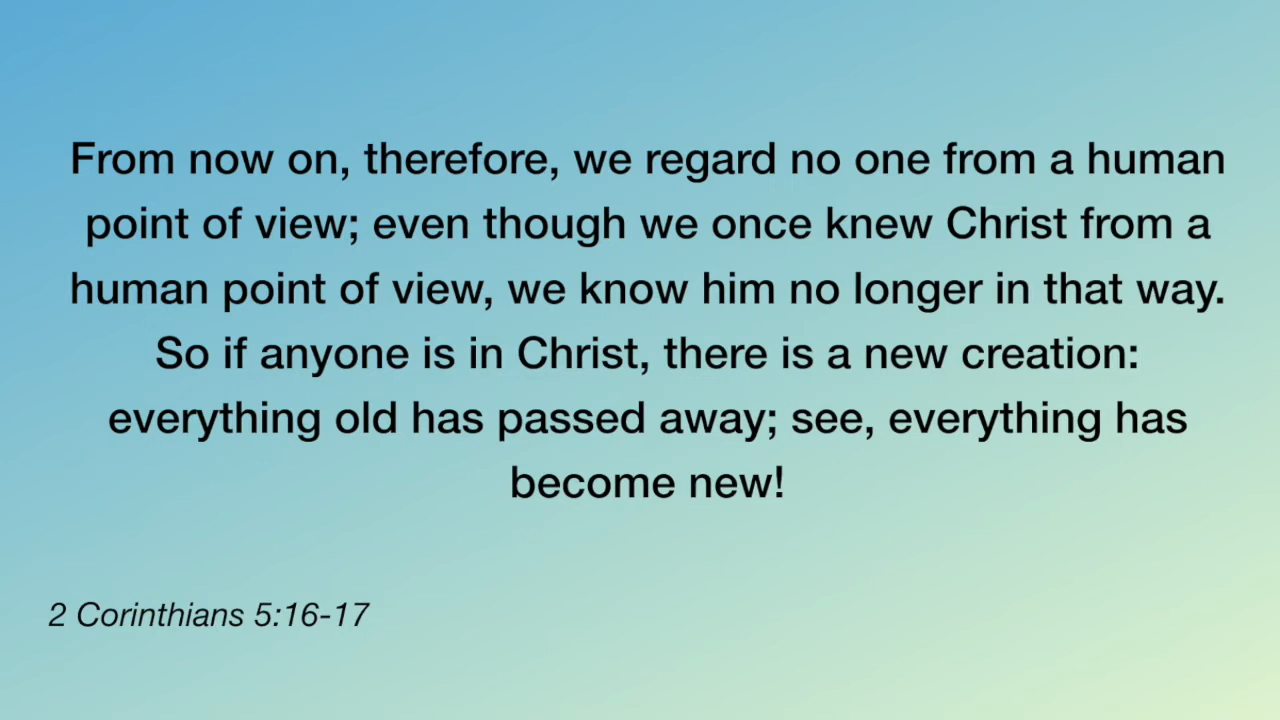 From now on, therefore, we regard no one from a human
point of view; even though we once knew Christ from a
human point of view, we know him no longer in that way.
So if anyone is in Christ, there is a new creation:
everything old has passed away; see, everything has
become new!
2 Corinthians 5:16-17